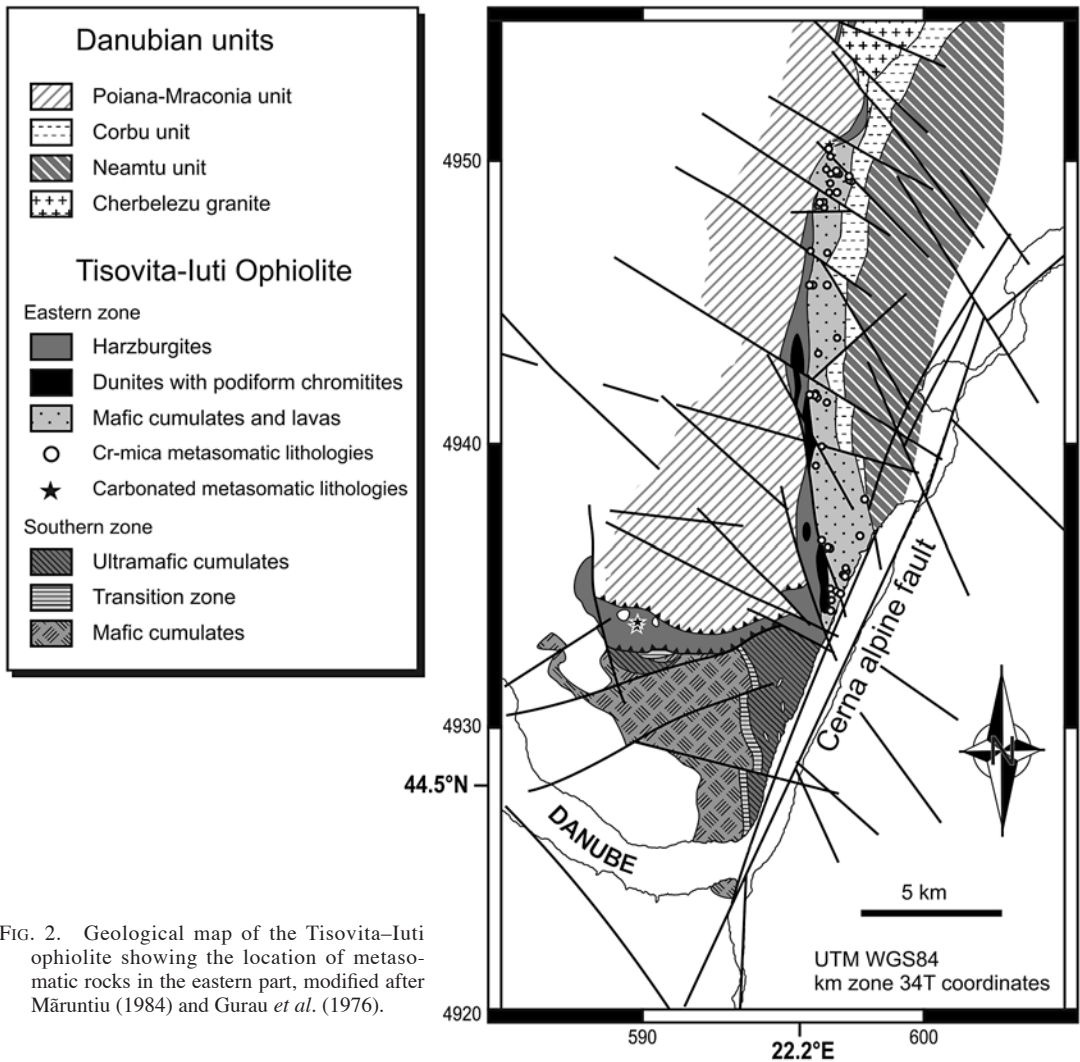 Danubian units
Poiana-Mraconia unit
Corbu unit
Neamtu unit
Cherbelezu granite
Tisovita-Iuti Ophiolite
Eastern zone
Harzburgites
Dunites with podiform chromitites
Mafic cumulates and lavas
Cr-mica metasomatic lithologies
Carbonated metasomatic lithologies
Southern zone
Ultramafic cumulates
Transition zone
Mafic cumulates
4950
4940
4930
44.5°N
4920
590
22.2°E
600
Cerna alpine fault
DANUBE
N
5 km
UTM WGS84
km zone 34T coordinates
FIG. 2. Geological map of the Tisovita–Iuti
ophiolite showing the location of metaso-
matic rocks in the eastern part, modified after
Mãruntiu (1984) and Gurau et al. (1976).